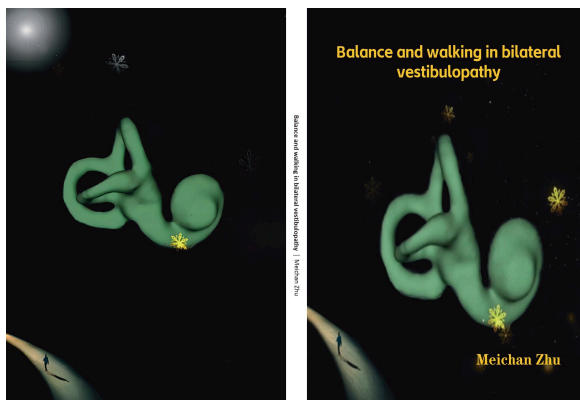 Balance and walking in bilateral vestibulopathy | Meichan Zhu
Balance and walking in bilateral
vestibulopathy
Meichan Zhu